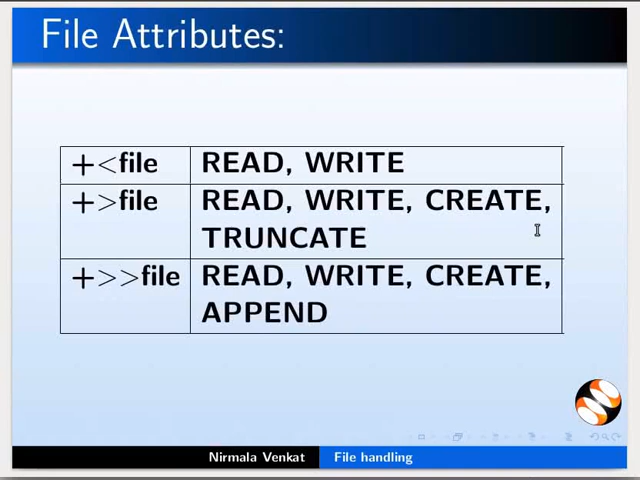 File Attributes:
+<file READ, WRITE
+>file READ, WRITE, CREATE,
TRUNCATE
+>>file READ, WRITE, CREATE,
APPEND
Nirmala Venkat File handling